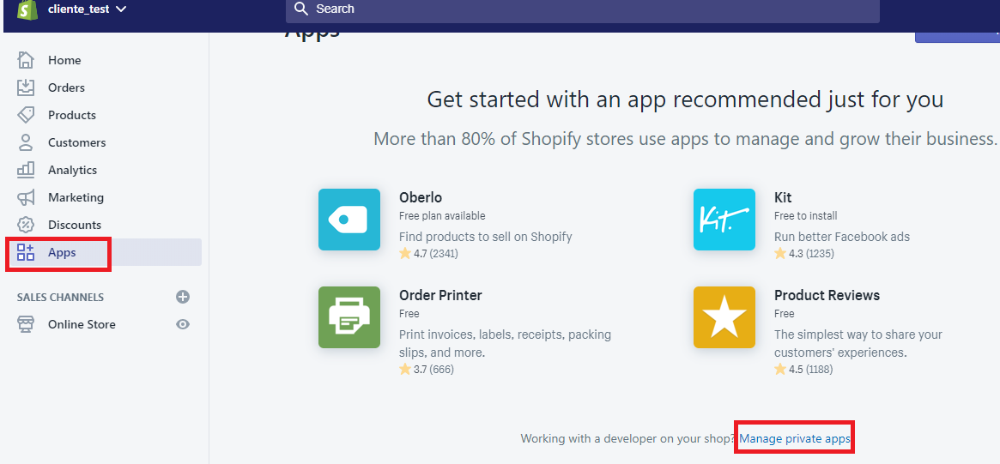 cliente_test
Search
Apps
Home
Orders
Products
Customers
Analytics
Marketing
Discounts
Apps
SALES CHANNELS
Online Store
Get started with an app recommended just for you
More than 80% of Shopify stores use apps to manage and grow their business.
Oberlo
Free plan available
Find products to sell on Shopify
4.7 (2341)
Kit
Kit.
Free to install
Run better Facebook ads
4.3 (1235)
Order Printer
Free
Print invoices, labels, receipts, packing
slips, and more.
3.7 (666)
Product Reviews
Free
The simplest way to share your
customers' experiences.
4.5 (1188)
Working with a developer on your shop? Manage private apps